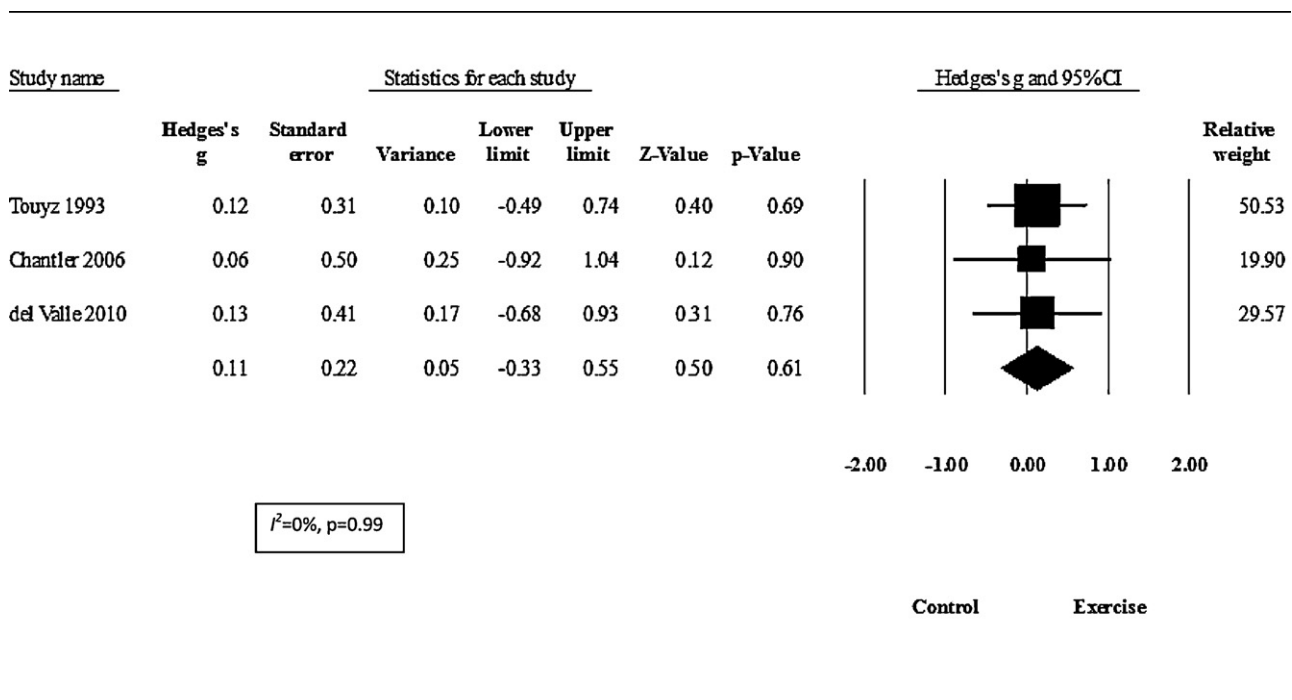 Study name Statistics for each study Hedges's g and 95%CI
Hedges's Standard Lower Upper Relative
g error Variance limit limit Z-Value p-Value weight
Touyz 1993 0.12 0.31 0.10 -0.49 0.74 0.40 0.69 50.53
Chantler 2006 0.06 0.50 0.25 -0.92 1.04 0.12 0.90 19.90
del Valle 2010 0.13 0.41 0.17 -0.68 0.93 0.31 0.76 29.57
0.11 0.22 0.05 -0.33 0.55 0.50 0.61
-2.00 -1.00 0.00 1.00 2.00
I²=0%, p=0.99
Control Exercise